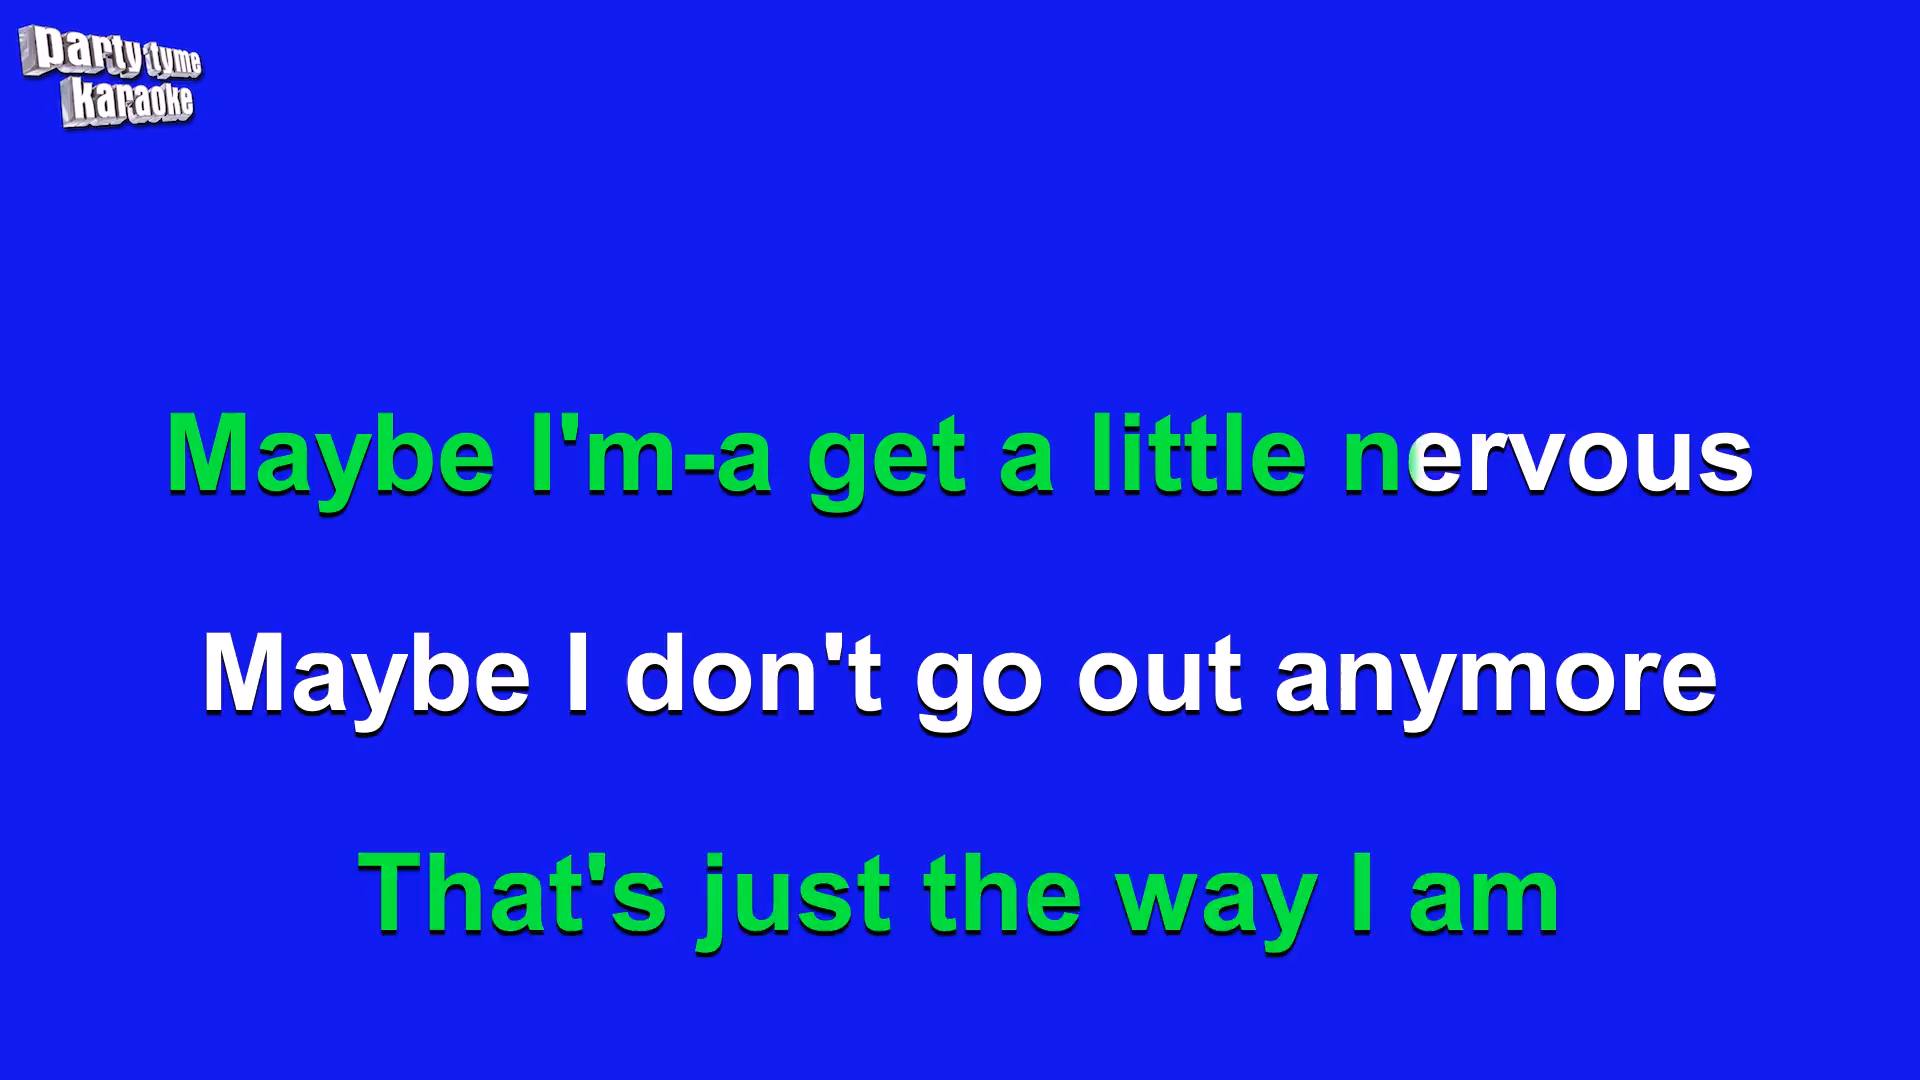 party tyme
karaoke
Maybe I'm-a get a little nervous
Maybe I don't go out anymore
That's just the way I am